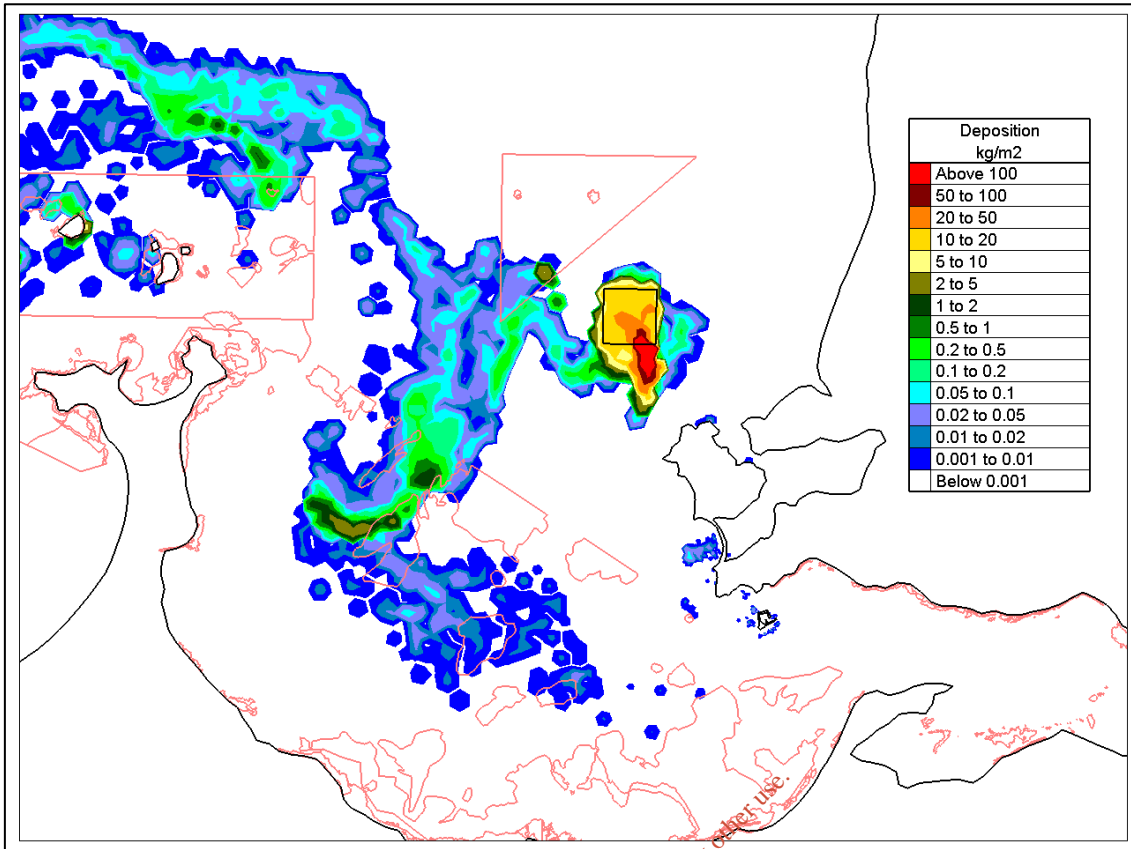 Deposition
kg/m2
Above 100
50 to 100
20 to 50
10 to 20
5 to 10
2 to 5
1 to 2
0.5 to 1
0.2 to 0.5
0.1 to 0.2
0.05 to 0.1
0.02 to 0.05
0.01 to 0.02
0.001 to 0.01
Below 0.001
other use.